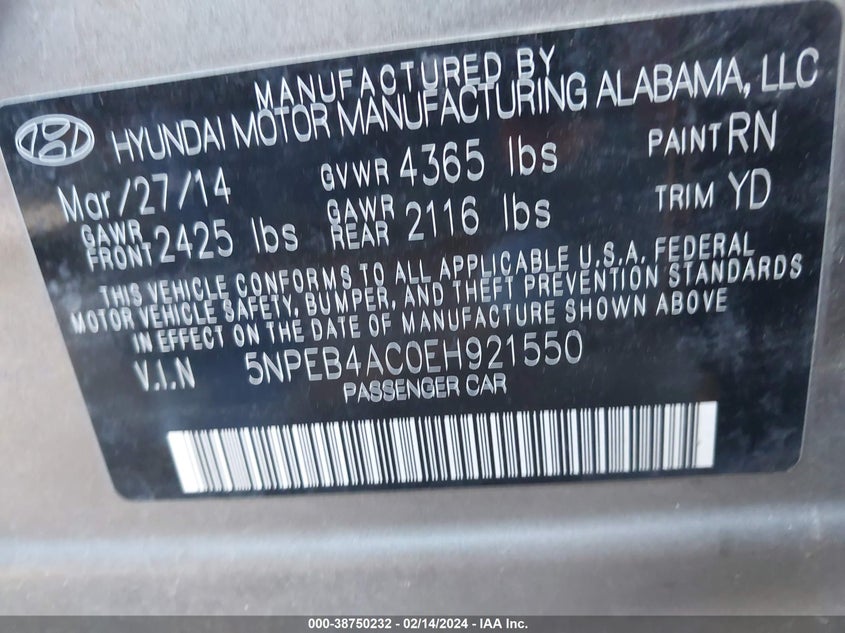 MANUFACTURED BY
HYUNDAI MOTOR MANUFACTURING ALABAMA, LLC
Mar/27/14 GVWR 4365 lbs PAINT RN
GAWR FRONT 2425 lbs GAWR REAR 2116 lbs TRIM YD
THIS VEHICLE CONFORMS TO ALL APPLICABLE U.S.A. FEDERAL
MOTOR VEHICLE SAFETY, BUMPER, AND THEFT PREVENTION STANDARDS
IN EFFECT ON THE DATE OF MANUFACTURE SHOWN ABOVE
V.I.N 5NPEB4AC0EH921550
PASSENGER CAR
000-38750232 - 02/14/2024 - IAA Inc.